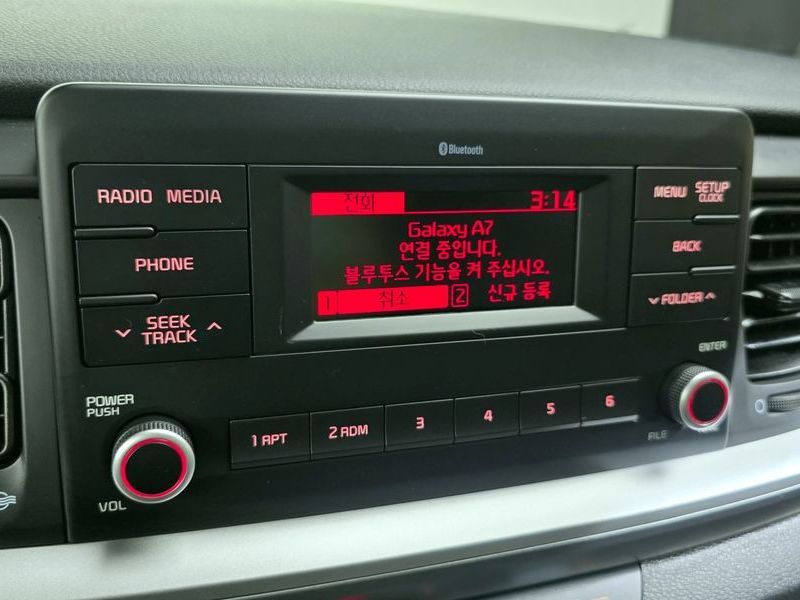 Bluetooth
RADIO MEDIA
PHONE
SEEK
TRACK
POWER
PUSH
VOL
전화 3:14
Galaxy A7
연결 중입니다.
블루투스 기능을 켜 주십시오.
1 취소 2 신규 등록
MENU SETUP
CLOCK
BACK
FOLDER
ENTER
FILE
1 RPT 2 RDM 3 4 5 6